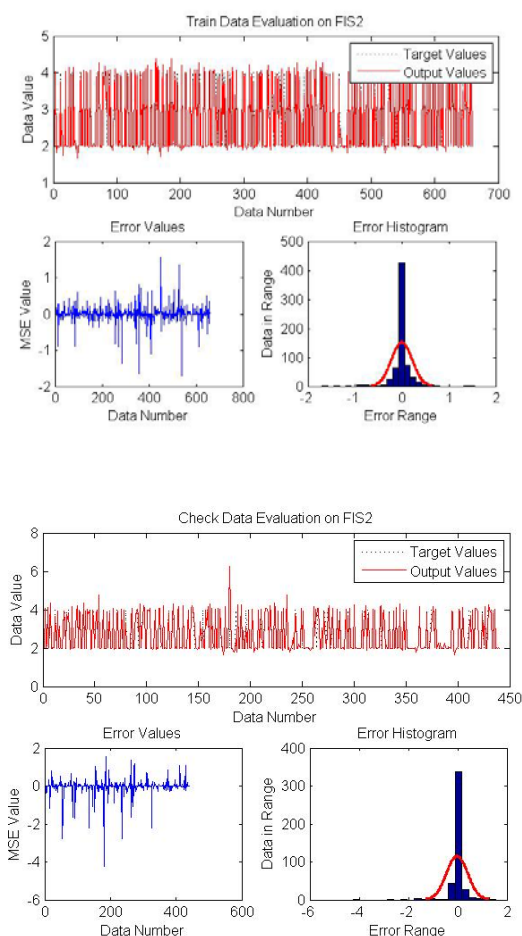 Train Data Evaluation on FIS2
5
4
3
2
1
Data Value
Target Values
Output Values
0 100 200 300 400 500 600 700
Data Number
Error Values
2
1
0
-1
-2
MSE Value
0 200 400 600 800
Data Number
Error Histogram
500
400
300
200
100
0
Data in Range
-2 -1 0 1 2
Error Range
Check Data Evaluation on FIS2
8
6
4
2
0
Data Value
Target Values
Output Values
0 50 100 150 200 250 300 350 400 450
Data Number
Error Values
2
0
-2
-4
-6
MSE Value
0 200 400 600
Data Number
Error Histogram
400
300
200
100
0
Data in Range
-6 -4 -2 0 2
Error Range